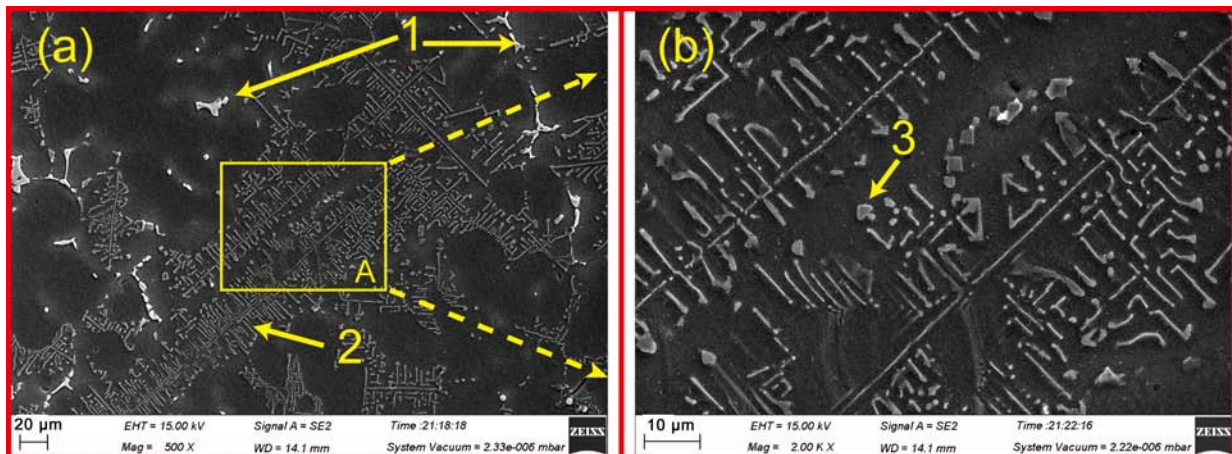 (a)
1
A
2
20 µm
EHT = 15.00 kV
Signal A = SE2
Time :21:18:18
Mag = 500 X
WD = 14.1 mm
System Vacuum = 2.33e-006 mbar
ZEISS
(b)
3
10 µm
EHT = 15.00 kV
Signal A = SE2
Time :21:22:16
Mag = 2.00 K X
WD = 14.1 mm
System Vacuum = 2.22e-006 mbar
ZEISS